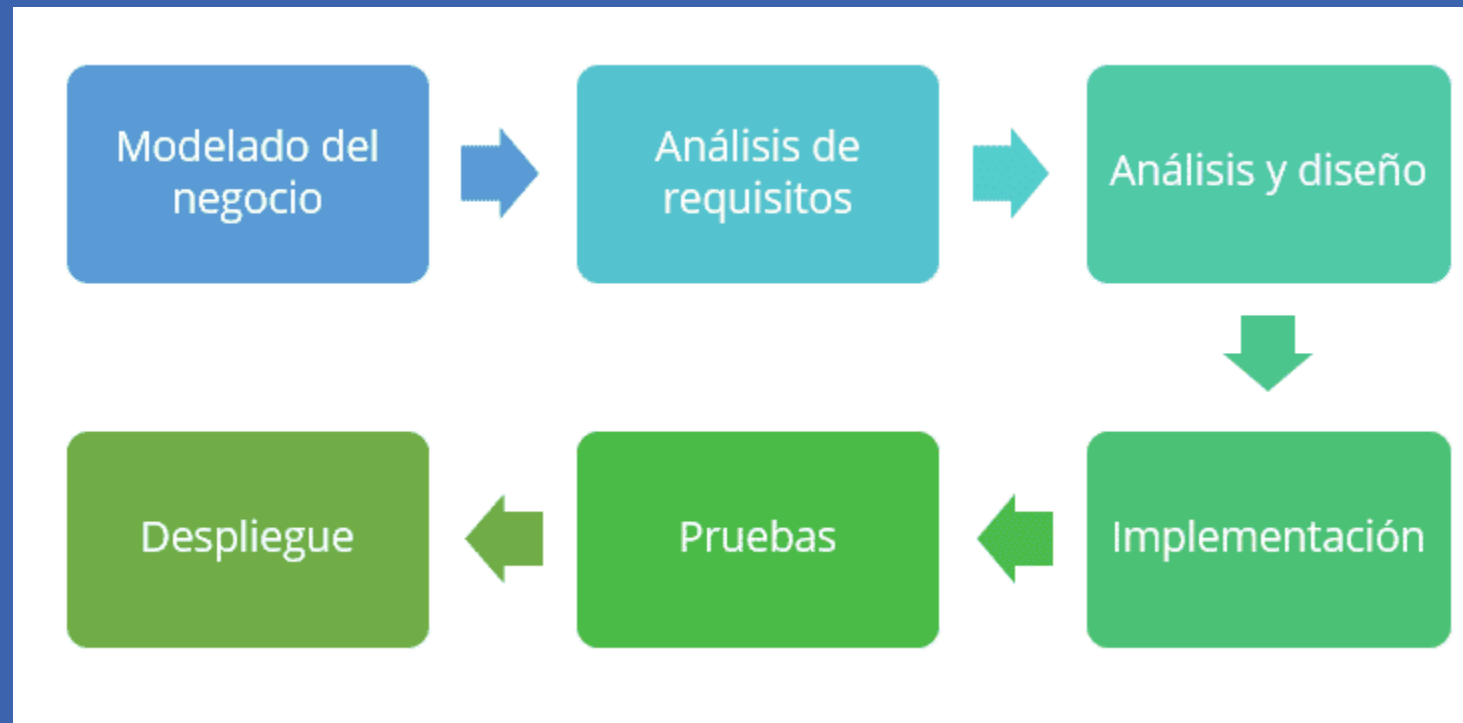 Modelado del
negocio
Análisis de
requisitos
Análisis y diseño
Despliegue
Pruebas
Implementación